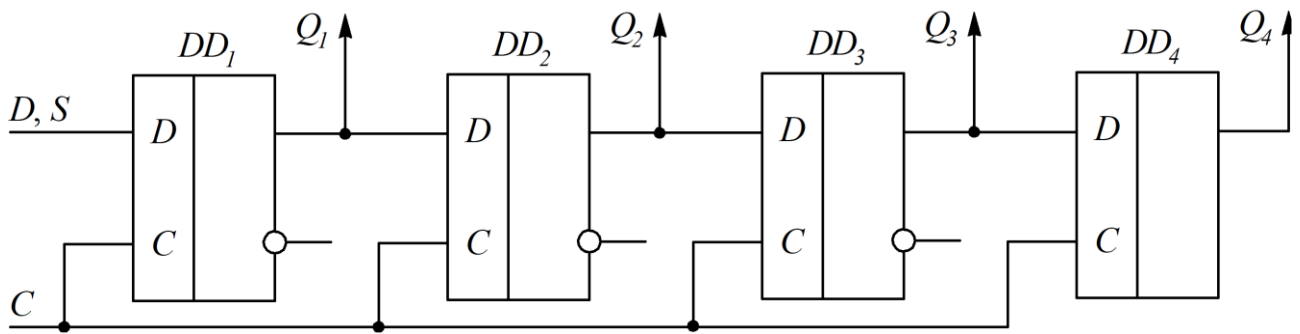 Q1 Q2 Q3 Q4
DD1 DD2 DD3 DD4
D, S D D D D
C C C C
C